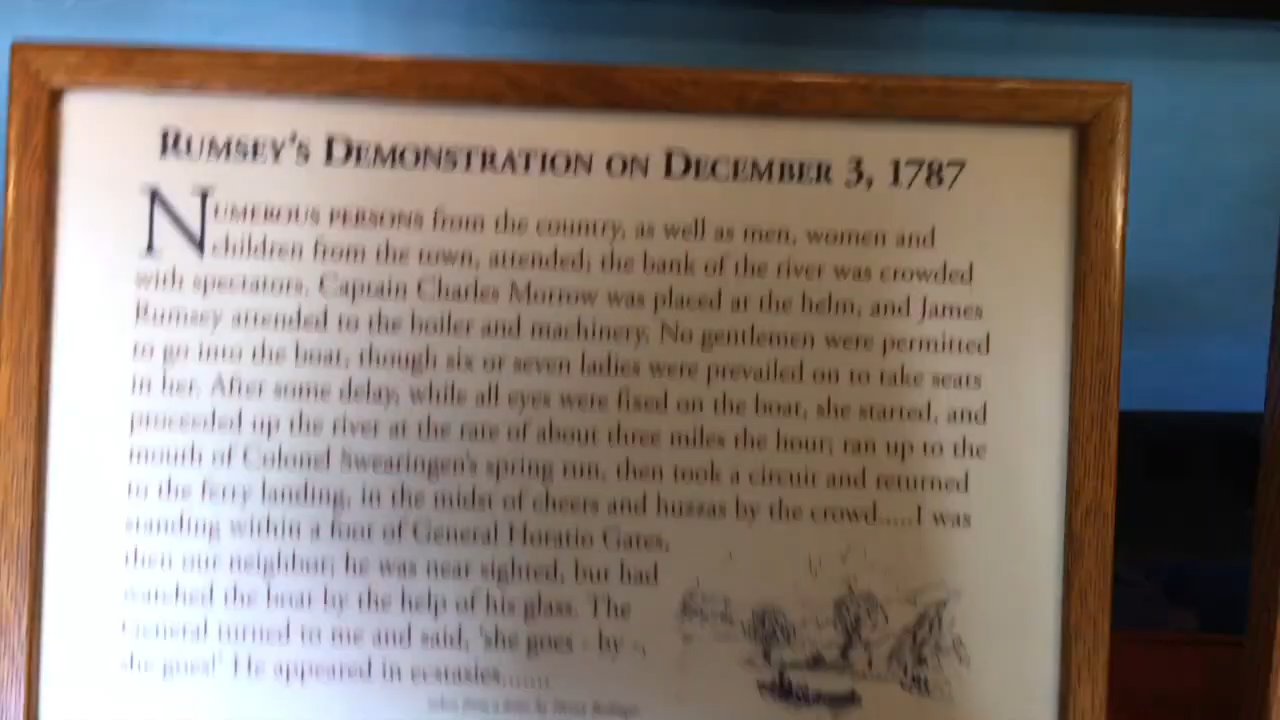 RUMSEY'S DEMONSTRATION ON DECEMBER 3, 1787
NUMEROUS PERSONS from the country, as well as men, women and
children from the town, attended; the bank of the river was crowded
with spectators. Captain Charles Morrow was placed at the helm, and James
Rumsey attended to the boiler and machinery. No gentlemen were permitted
to go into the boat, though six or seven ladies were prevailed on to take seats
in her. After some delay, while all eyes were fixed on the boat, she started, and
proceeded up the river at the rate of about three miles the hour; ran up to the
mouth of Colonel Swearingen's spring run, then took a circuit and returned
to the ferry landing, in the midst of cheers and huzzas by the crowd.....I was
standing within a foot of General Horatio Gates,
then our neighbor; he was near sighted, but had
watched the boat by the help of his glass. The
General turned to me and said, 'she goes - by -,
she goes!' He appeared in ecstasies.......